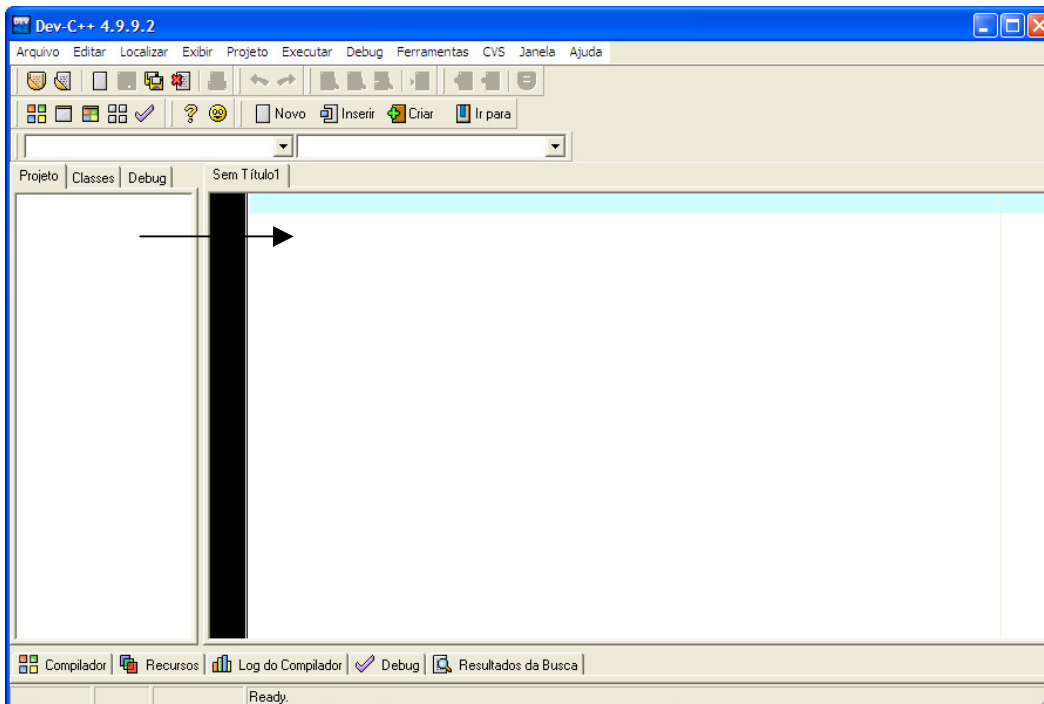 Dev-C++ 4.9.9.2
Arquivo Editar Localizar Exibir Projeto Executar Debug Ferramentas CVS Janela Ajuda
Novo Inserir Criar Ir para
Projeto Classes Debug Sem Título1
Compilador Recursos Log do Compilador Debug Resultados da Busca
Ready.